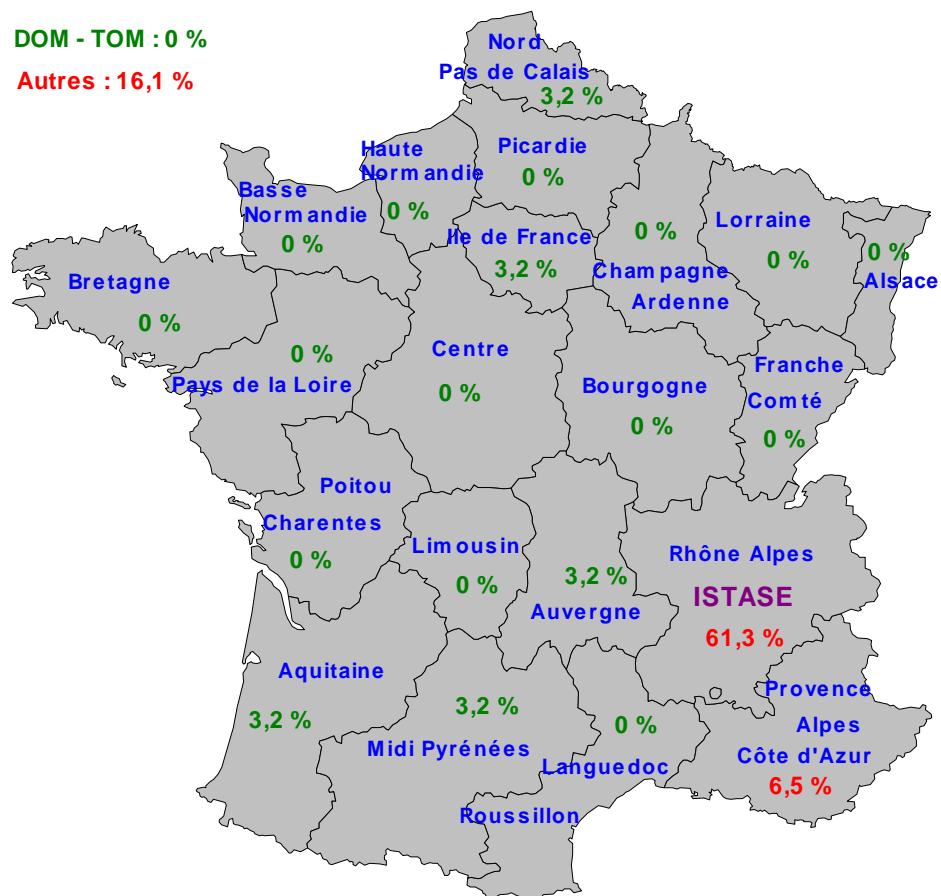 DOM - TOM : 0 %
Autres : 16,1 %
Nord
Pas de Calais
3,2 %
Haute
Normandie
0 %
Picardie
0 %
Basse
Normandie
0 %
Ile de France
3,2 %
0 %
Champagne
Ardenne
Lorraine
0 %
0 %
Alsace
Bretagne
0 %
0 %
Pays de la Loire
Centre
0 %
Bourgogne
0 %
Franche
Comté
0 %
Poitou
Charentes
0 %
Limousin
0 %
3,2 %
Auvergne
Rhône Alpes
ISTASE
61,3 %
Aquitaine
3,2 %
3,2 %
Midi Pyrénées
0 %
Languedoc
Roussillon
Provence
Alpes
Côte d'Azur
6,5 %